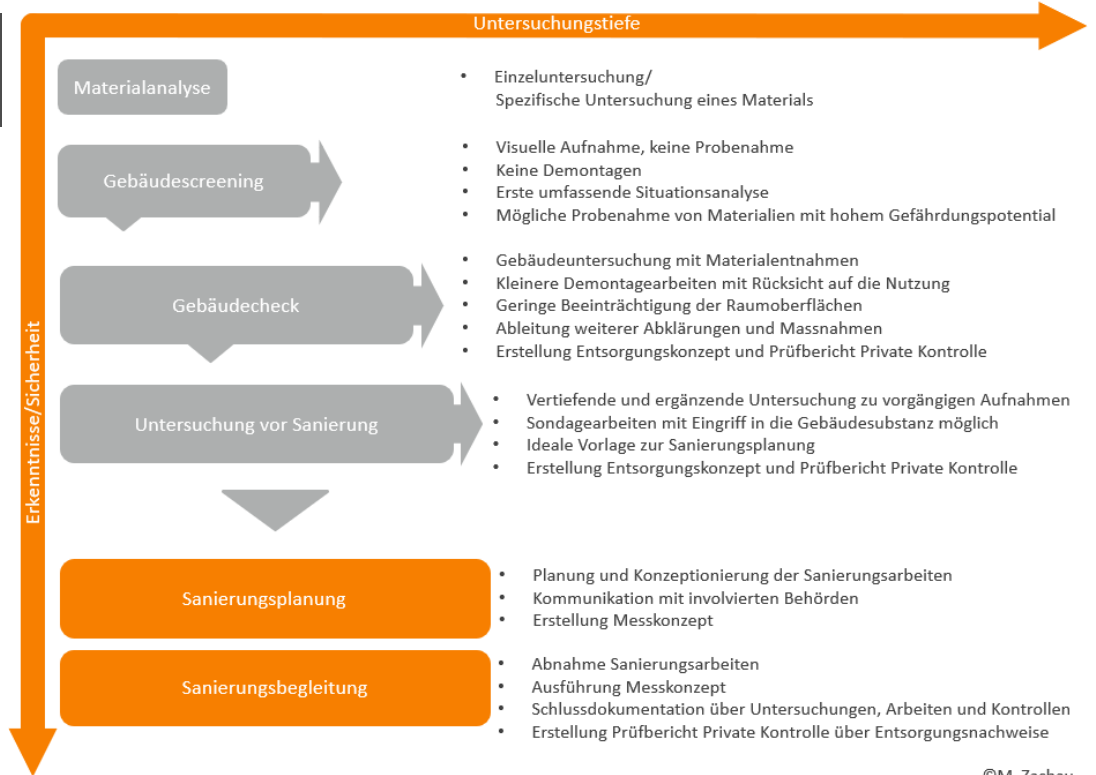 Untersuchungstiefe
Materialanalyse
• Einzeluntersuchung/
Spezifische Untersuchung eines Materials
Gebäudescreening
• Visuelle Aufnahme, keine Probenahme
• Keine Demontagen
• Erste umfassende Situationsanalyse
• Mögliche Probenahme von Materialien mit hohem Gefährdungspotential
Gebäudecheck
• Gebäudeuntersuchung mit Materialentnahmen
• Kleinere Demontagearbeiten mit Rücksicht auf die Nutzung
• Geringe Beeinträchtigung der Raumoberflächen
• Ableitung weiterer Abklärungen und Massnahmen
• Erstellung Entsorgungskonzept und Prüfbericht Private Kontrolle
Untersuchung vor Sanierung
• Vertiefende und ergänzende Untersuchung zu vorgängigen Aufnahmen
• Sondagearbeiten mit Eingriff in die Gebäudesubstanz möglich
• Ideale Vorlage zur Sanierungsplanung
• Erstellung Entsorgungskonzept und Prüfbericht Private Kontrolle
Erkenntnisse/Sicherheit
Sanierungsplanung
• Planung und Konzeptionierung der Sanierungsarbeiten
• Kommunikation mit involvierten Behörden
• Erstellung Messkonzept
Sanierungsbegleitung
• Abnahme Sanierungsarbeiten
• Ausführung Messkonzept
• Schlussdokumentation über Untersuchungen, Arbeiten und Kontrollen
• Erstellung Prüfbericht Private Kontrolle über Entsorgungsnachweise
©M.